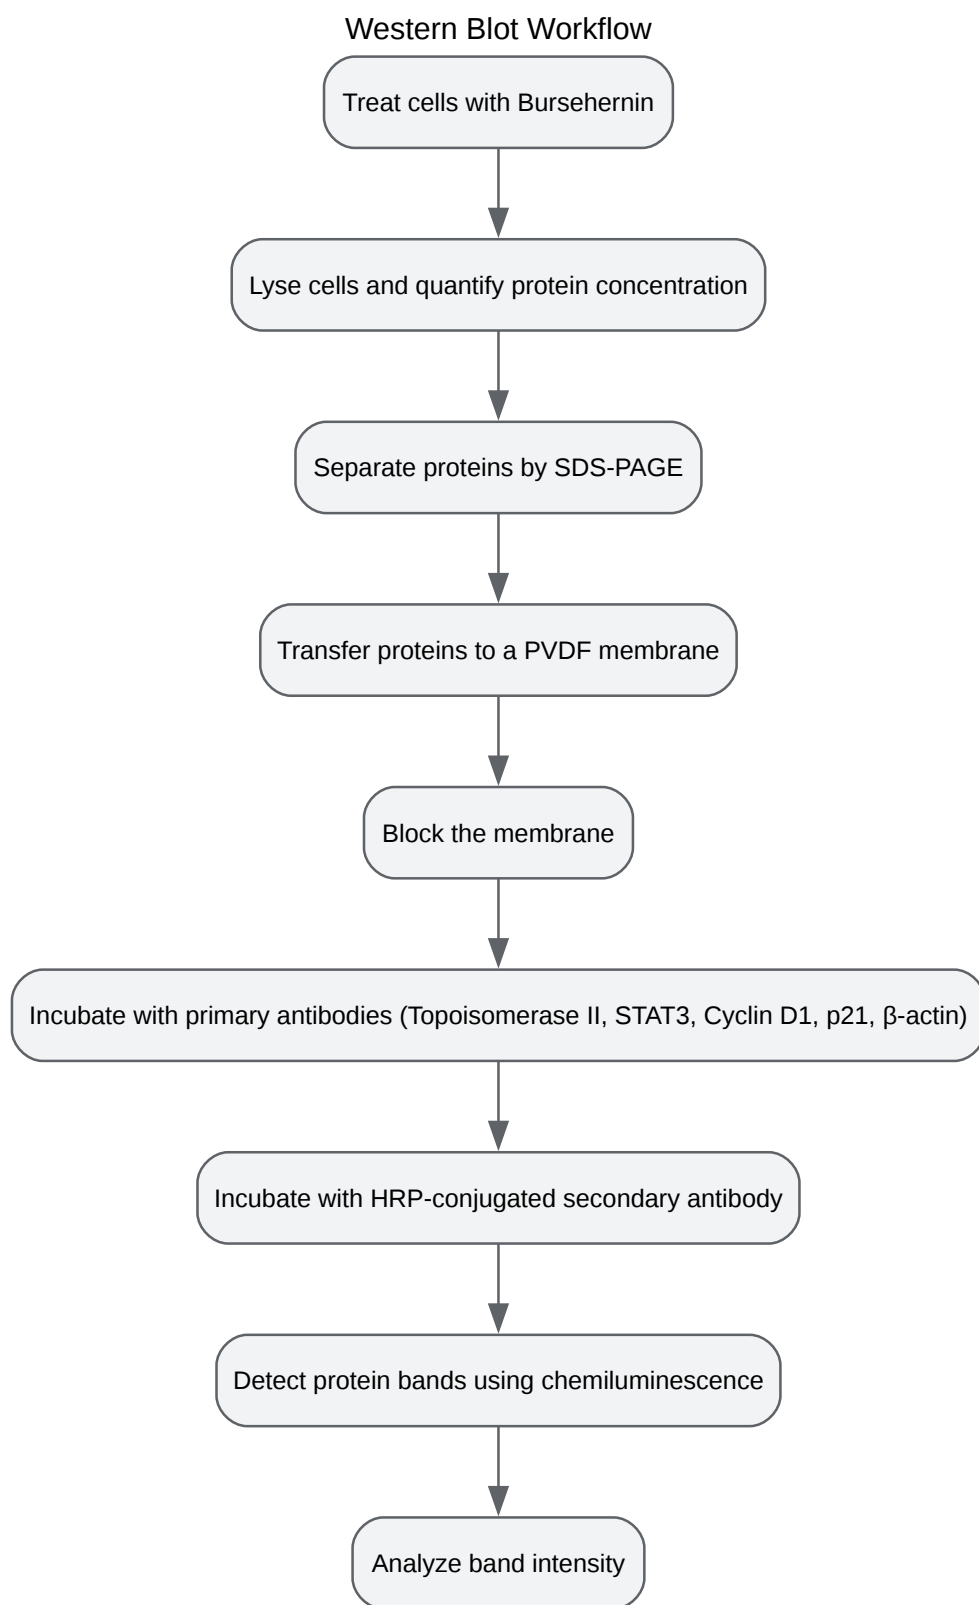 Western Blot Workflow
Treat cells with Bursehernin
Lyse cells and quantify protein concentration
Separate proteins by SDS-PAGE
Transfer proteins to a PVDF membrane
Block the membrane
Incubate with primary antibodies (Topoisomerase II, STAT3, Cyclin D1, p21, β-actin)
Incubate with HRP-conjugated secondary antibody
Detect protein bands using chemiluminescence
Analyze band intensity